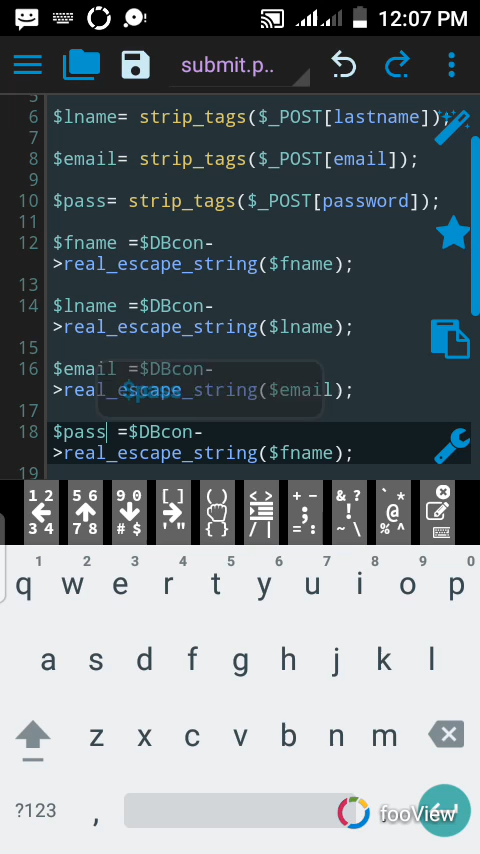 12:07 PM
submit.p..
5
6 $lname= strip_tags($_POST[lastname]);
7
8 $email= strip_tags($_POST[email]);
9
10 $pass= strip_tags($_POST[password]);
11
12 $fname =$DBcon-
>real_escape_string($fname);
13
14 $lname =$DBcon-
>real_escape_string($lname);
15
16 $email =$DBcon-
>real_escape_string($email);
$pass
17
18 $pass =$DBcon-
>real_escape_string($fname);
19
1 2 5 6 9 0 [ ] ( ) < > + - & ? ` *
; ! @
3 4 7 8 # $ ' " { } / | = : ~ \ % ^
1 2 3 4 5 6 7 8 9 0
q w e r t y u i o p
a s d f g h j k l
z x c v b n m
?123 , fooView